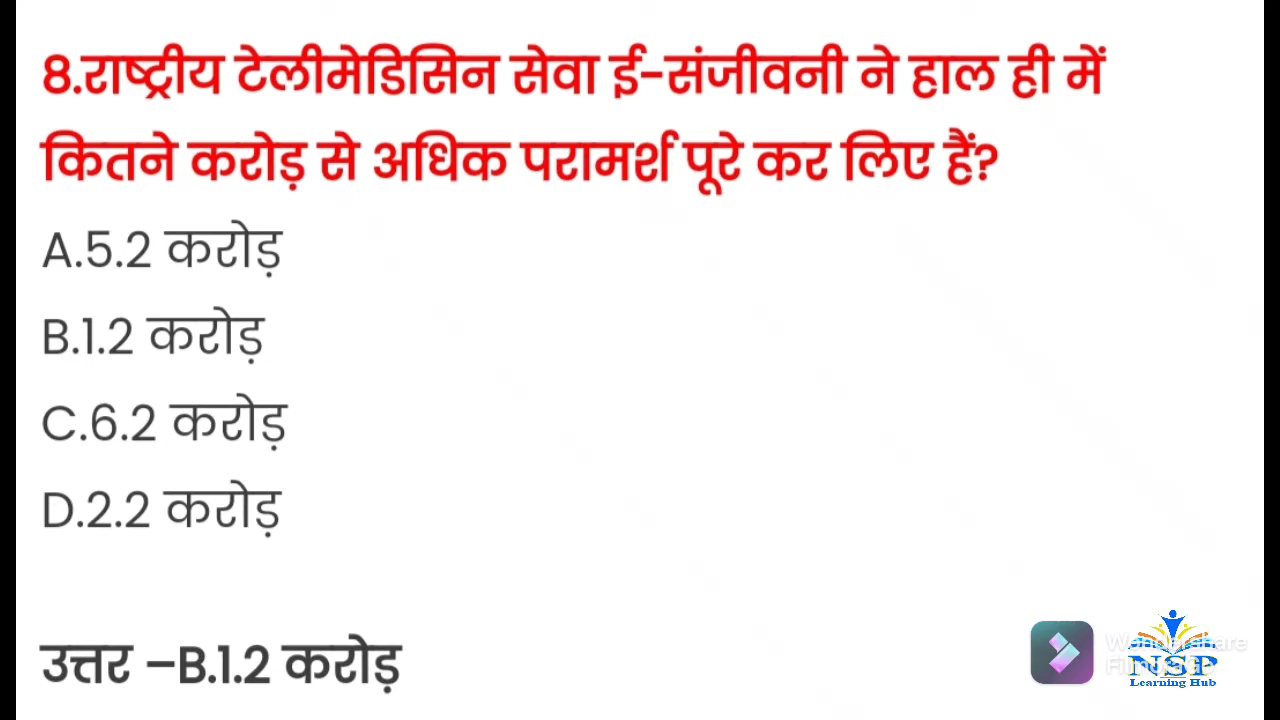 8.राष्ट्रीय टेलीमेडिसिन सेवा ई-संजीवनी ने हाल ही में
कितने करोड़ से अधिक परामर्श पूरे कर लिए हैं?
A.5.2 करोड़
B.1.2 करोड़
C.6.2 करोड़
D.2.2 करोड़
उत्तर –B.1.2 करोड़
Wondershare
NSP
Learning Hub